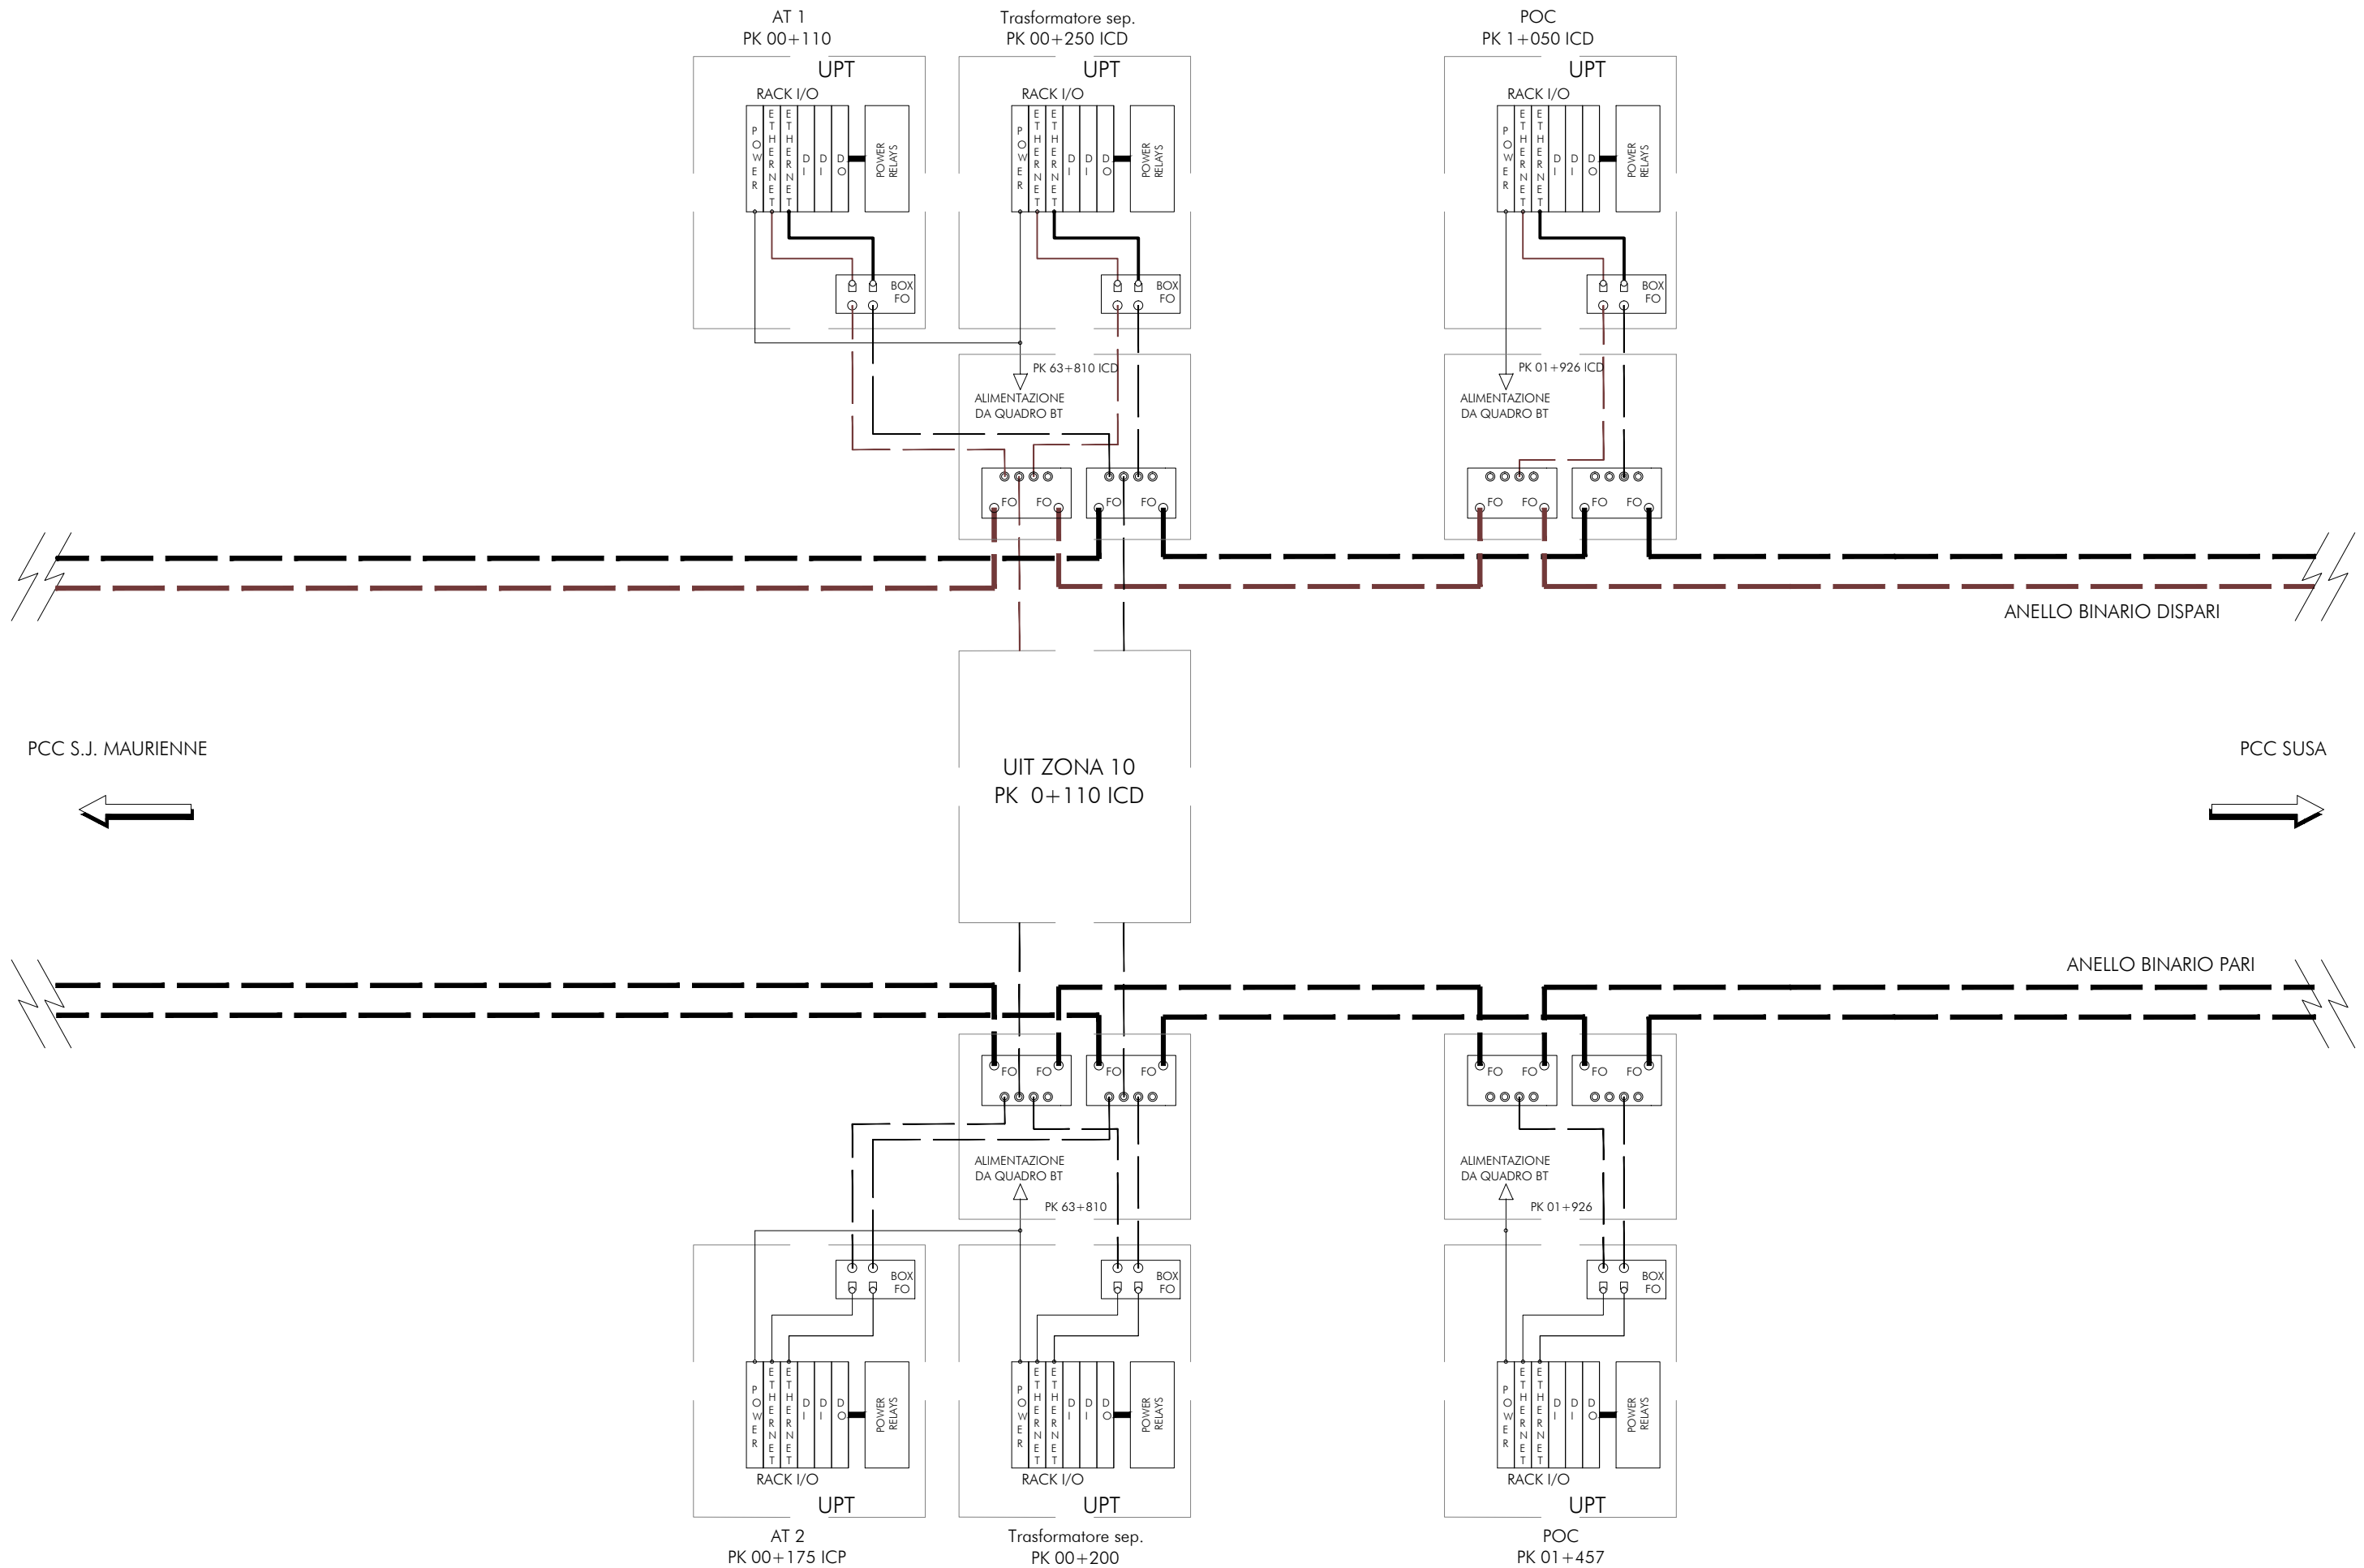 AT 1
PK 00+110
Trasformatore sep.
PK 00+250 ICD
POC
PK 1+050 ICD
UPT
UPT
UPT
RACK I/O
RACK I/O
RACK I/O
POWER
ETHERNET
ETHERNET
DI
DI
DO
POWER
RELAYS
POWER
ETHERNET
ETHERNET
DI
DI
DO
POWER
RELAYS
POWER
ETHERNET
ETHERNET
DI
DI
DO
POWER
RELAYS
BOX
FO
BOX
FO
BOX
FO
PK 63+810 ICD
ALIMENTAZIONE
DA QUADRO BT
PK 01+926 ICD
ALIMENTAZIONE
DA QUADRO BT
FO FO
FO FO
FO FO
FO FO
ANELLO BINARIO DISPARI
PCC S.J. MAURIENNE
UIT ZONA 10
PK 0+110 ICD
PCC SUSA
ANELLO BINARIO PARI
FO FO
FO FO
FO FO
FO FO
ALIMENTAZIONE
DA QUADRO BT
PK 63+810
ALIMENTAZIONE
DA QUADRO BT
PK 01+926
BOX
FO
BOX
FO
BOX
FO
POWER
ETHERNET
ETHERNET
DI
DI
DO
POWER
RELAYS
POWER
ETHERNET
ETHERNET
DI
DI
DO
POWER
RELAYS
POWER
ETHERNET
ETHERNET
DI
DI
DO
POWER
RELAYS
RACK I/O
RACK I/O
RACK I/O
UPT
UPT
UPT
AT 2
PK 00+175 ICP
Trasformatore sep.
PK 00+200
POC
PK 01+457